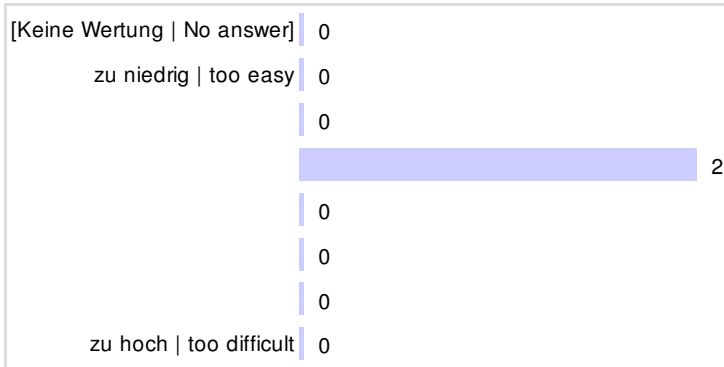 [Keine Wertung | No answer] 0
zu niedrig | too easy 0
0
2
0
0
0
zu hoch | too difficult 0